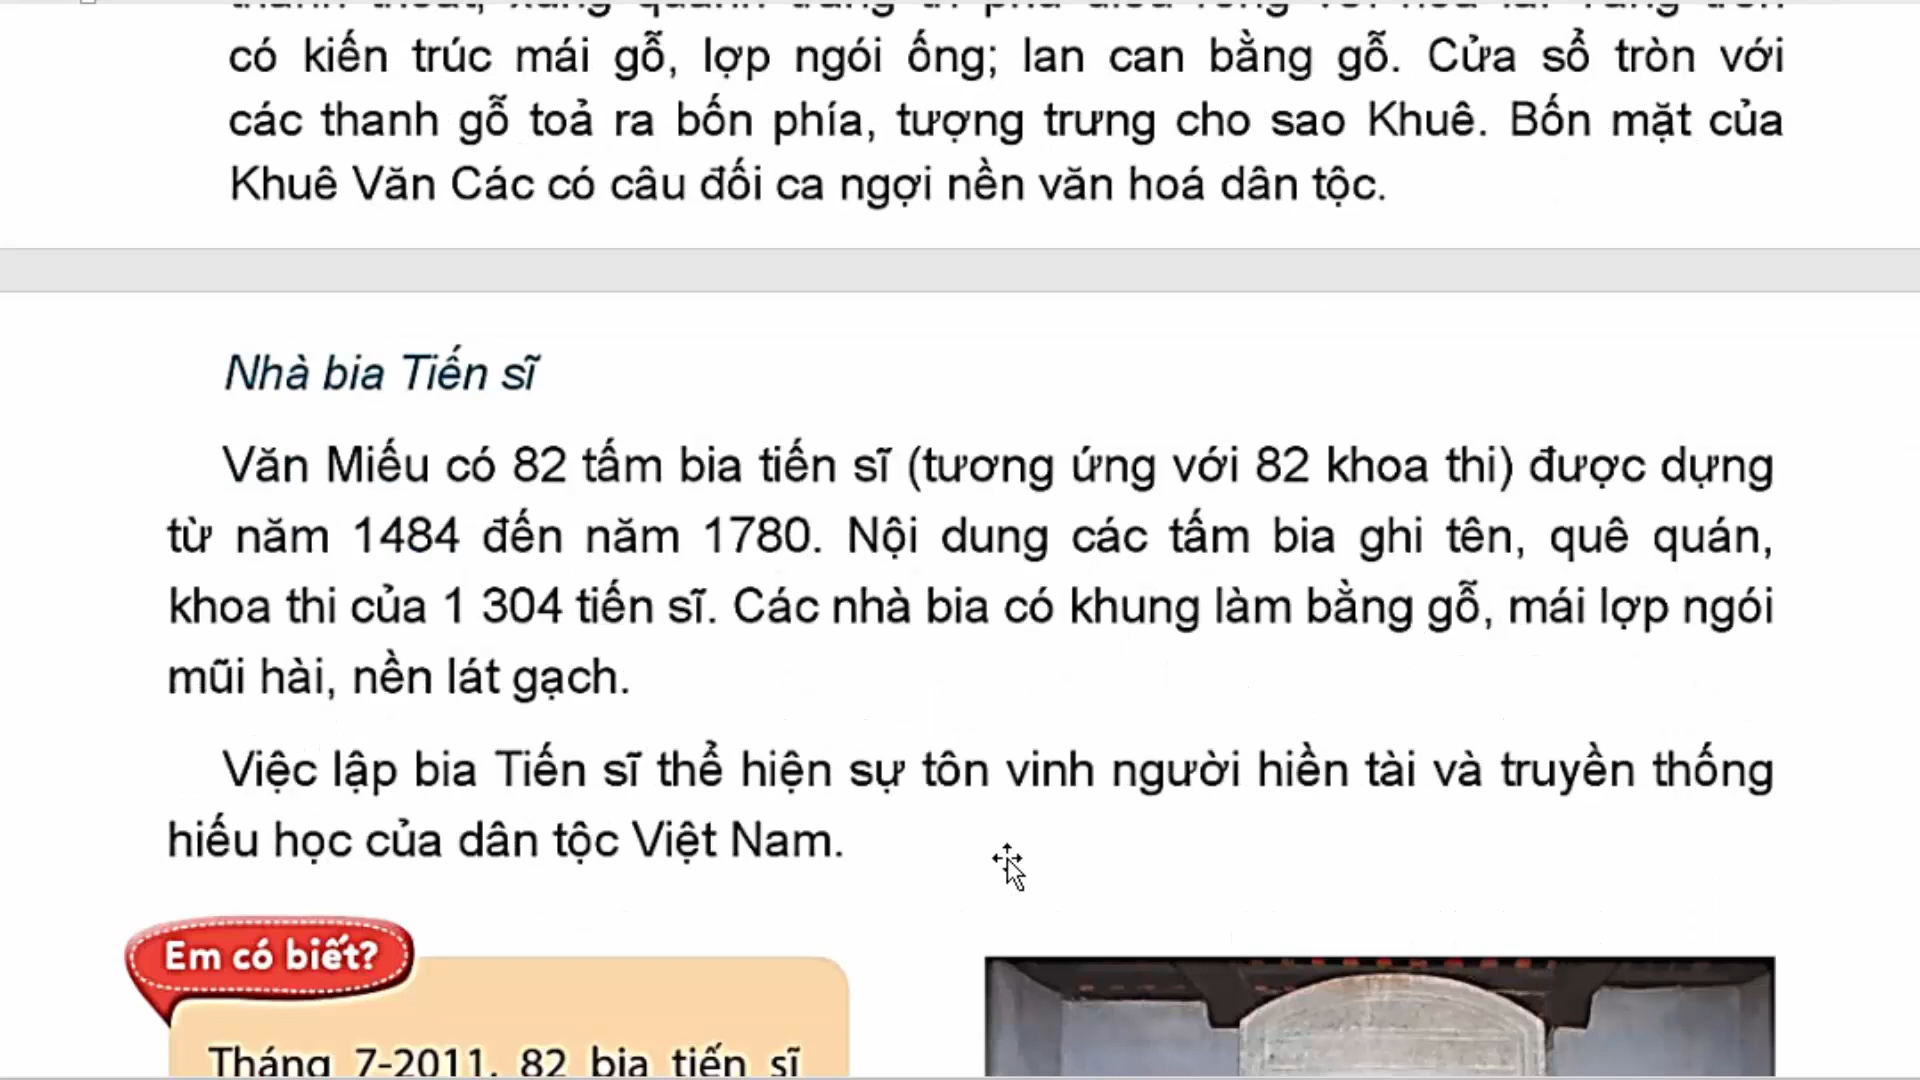 có kiến trúc mái gỗ, lợp ngói ống; lan can bằng gỗ. Cửa sổ tròn với
các thanh gỗ toả ra bốn phía, tượng trưng cho sao Khuê. Bốn mặt của
Khuê Văn Các có câu đối ca ngợi nền văn hoá dân tộc.
Nhà bia Tiến sĩ
Văn Miếu có 82 tấm bia tiến sĩ (tương ứng với 82 khoa thi) được dựng
từ năm 1484 đến năm 1780. Nội dung các tấm bia ghi tên, quê quán,
khoa thi của 1 304 tiến sĩ. Các nhà bia có khung làm bằng gỗ, mái lợp ngói
mũi hài, nền lát gạch.
Việc lập bia Tiến sĩ thể hiện sự tôn vinh người hiền tài và truyền thống
hiếu học của dân tộc Việt Nam.
Em có biết?
Tháng 7-2011, 82 bia tiến sĩ